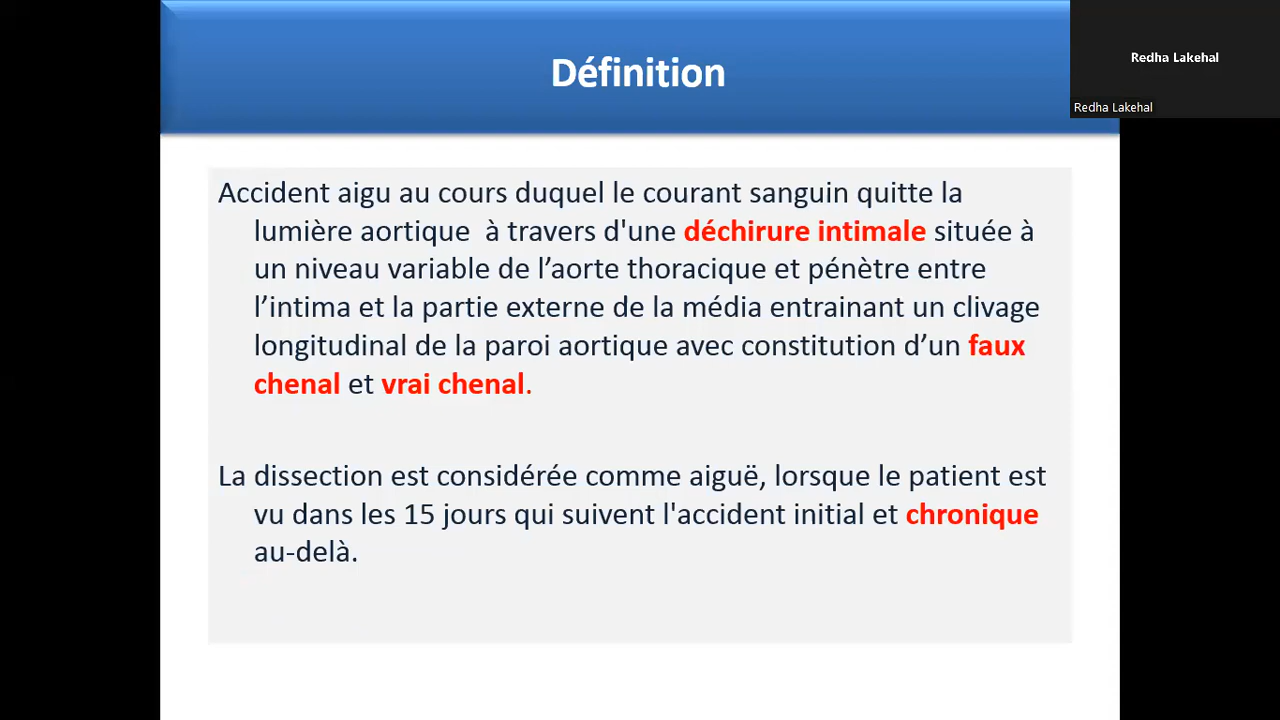 Définition
Redha Lakehal
Redha Lakehal
Accident aigu au cours duquel le courant sanguin quitte la
lumière aortique à travers d'une déchirure intimale située à
un niveau variable de l’aorte thoracique et pénètre entre
l’intima et la partie externe de la média entrainant un clivage
longitudinal de la paroi aortique avec constitution d’un faux
chenal et vrai chenal.
La dissection est considérée comme aiguë, lorsque le patient est
vu dans les 15 jours qui suivent l'accident initial et chronique
au-delà.